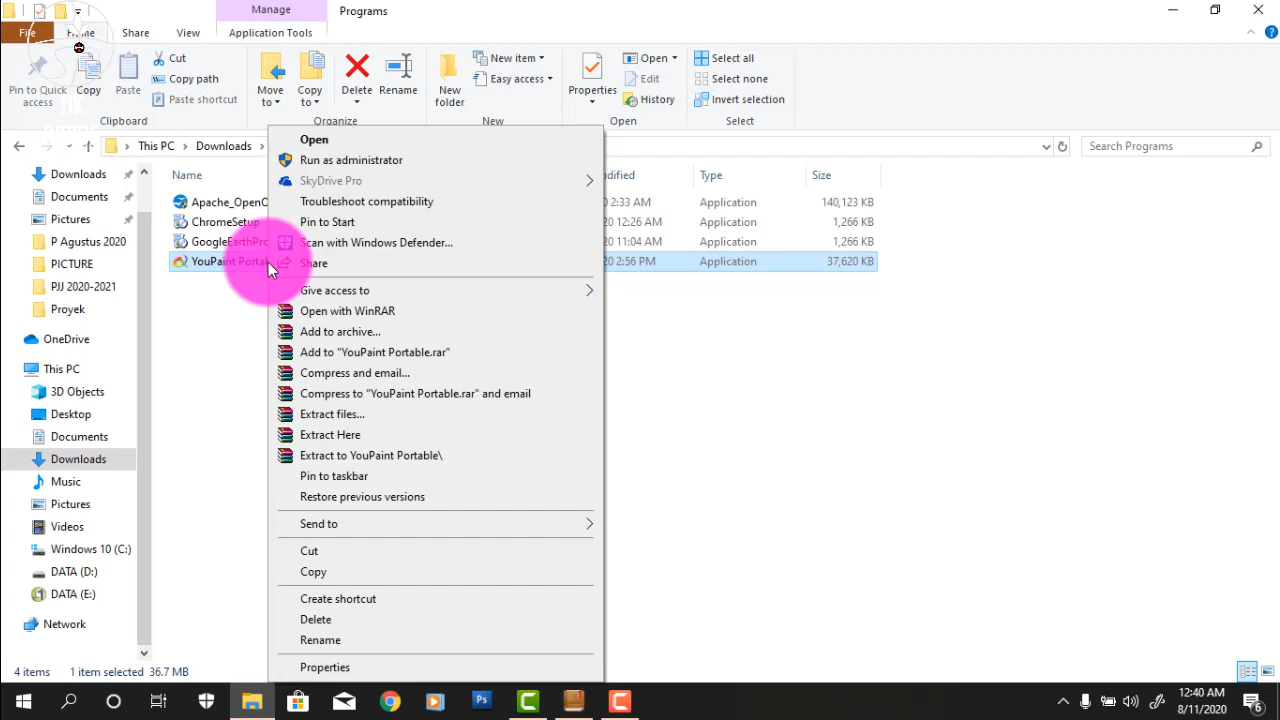 Manage
Programs
File
Home
Share
View
Application Tools
Pin to Quick access
Copy
Paste
Cut
Copy path
Paste shortcut
Clipboard
Move to
Copy to
Delete
Rename
Organize
New folder
New item
Easy access
New
Properties
Open
Edit
History
Open
Select all
Select none
Invert selection
Select
This PC
Downloads
Search Programs
Name
Type
Size
ChromeSetup
2:33 AM
Application
140,123 KB
12:26 AM
Application
1,266 KB
11:04 AM
Application
1,266 KB
2:56 PM
Application
37,620 KB
Downloads
Documents
Pictures
P Agustus 2020
PICTURE
PJJ 2020-2021
Proyek
OneDrive
This PC
3D Objects
Desktop
Documents
Downloads
Music
Pictures
Videos
Windows 10 (C:)
DATA (D:)
DATA (E:)
Network
Open
Run as administrator
SkyDrive Pro
Troubleshoot compatibility
Pin to Start
Scan with Windows Defender...
Share
Give access to
Open with WinRAR
Add to archive...
Add to "YouPaint Portable.rar"
Compress and email...
Compress to "YouPaint Portable.rar" and email
Extract files...
Extract Here
Extract to YouPaint Portable\
Pin to taskbar
Restore previous versions
Send to
Cut
Copy
Create shortcut
Delete
Rename
Properties
4 items
1 item selected
36.7 MB
12:40 AM
8/11/2020
6